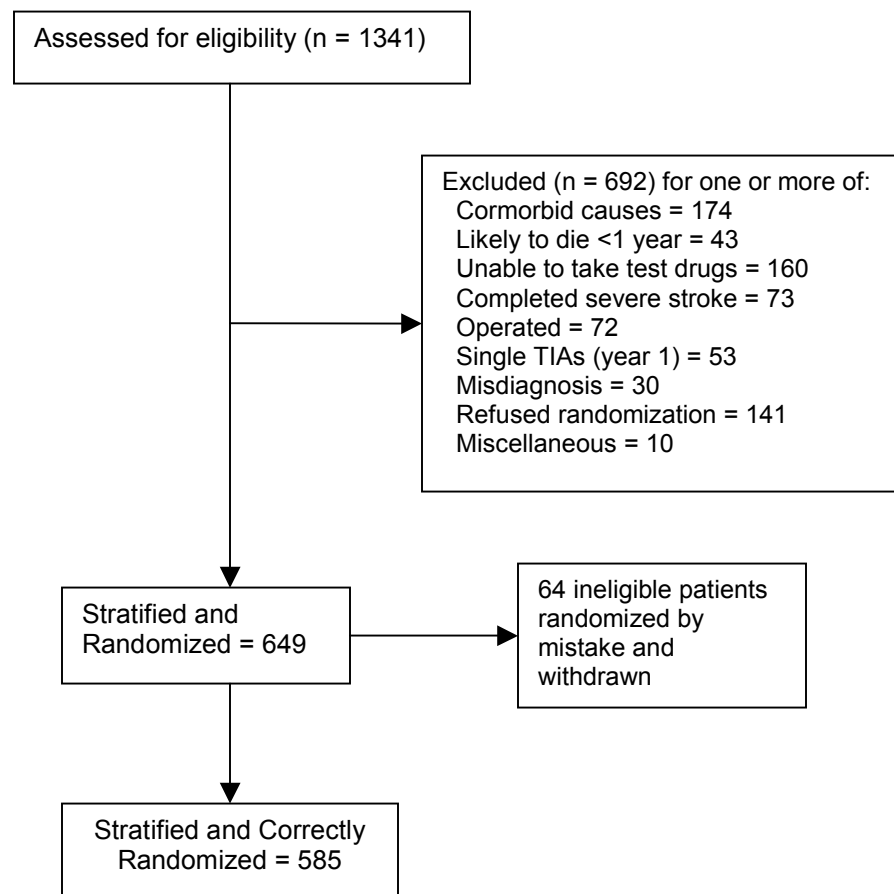 Assessed for eligibility (n = 1341)
Excluded (n = 692) for one or more of:
Cormorbid causes = 174
Likely to die <1 year = 43
Unable to take test drugs = 160
Completed severe stroke = 73
Operated = 72
Single TIAs (year 1) = 53
Misdiagnosis = 30
Refused randomization = 141
Miscellaneous = 10
Stratified and
Randomized = 649
64 ineligible patients
randomized by
mistake and
withdrawn
Stratified and Correctly
Randomized = 585